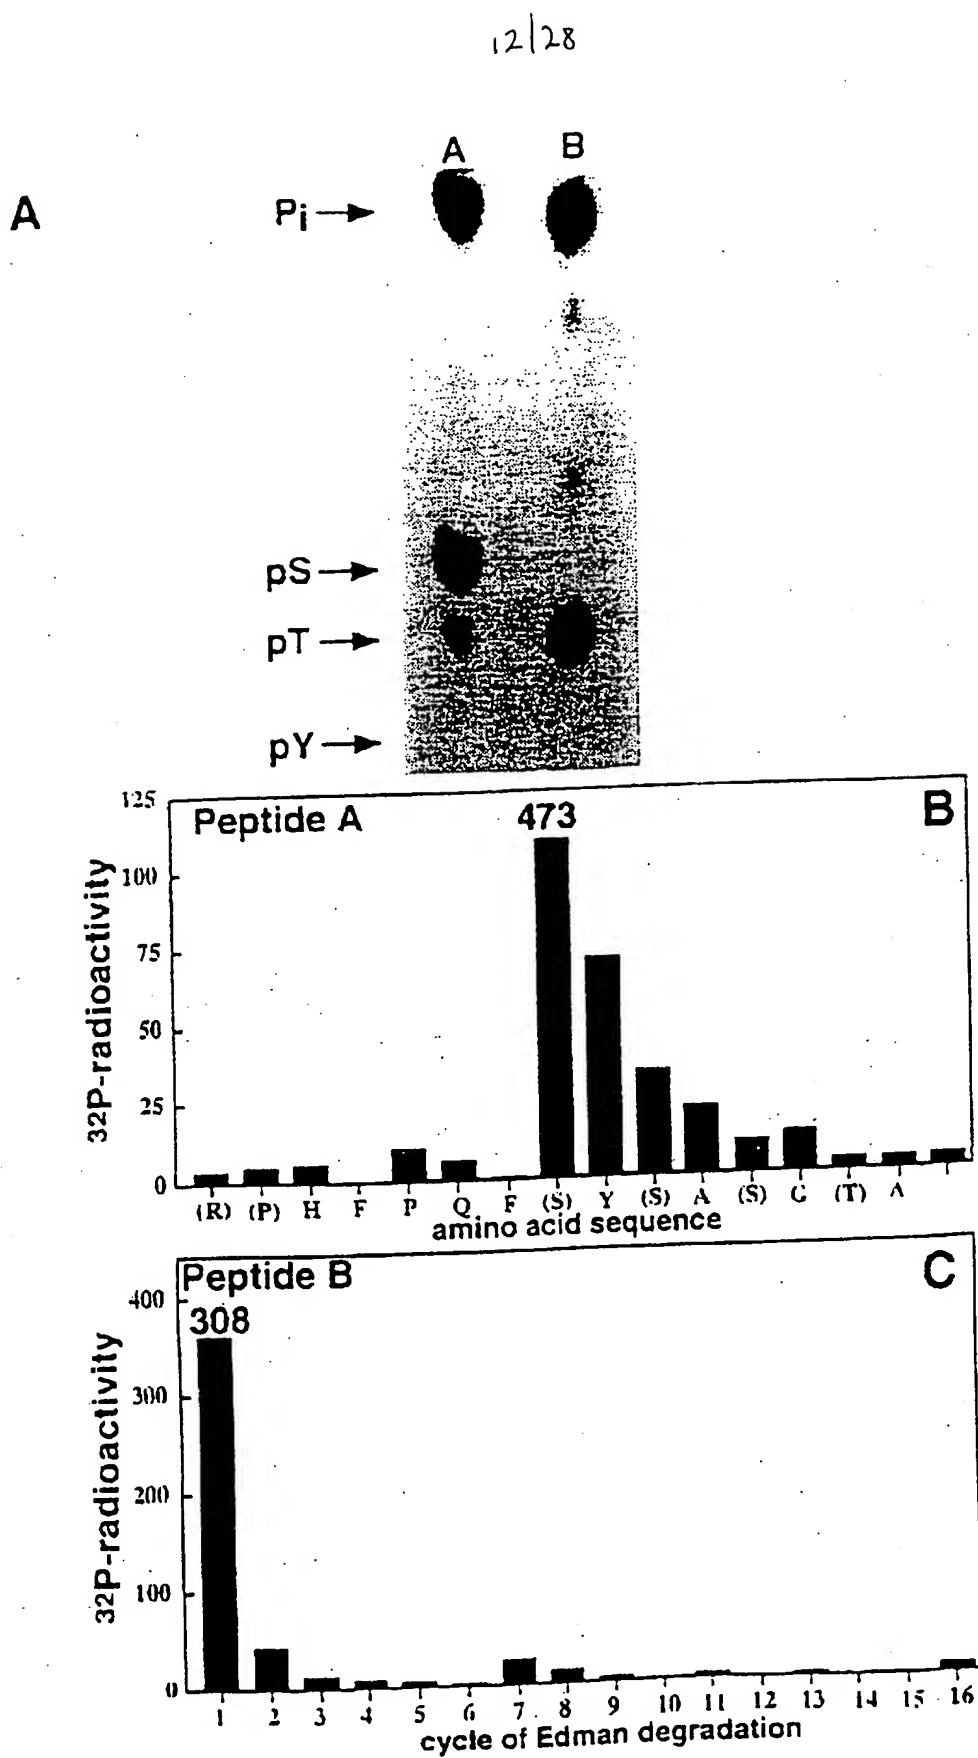 12/28
A B
A
Pi
pS
pT
pY
Peptide A
473
B
125
100
75
50
25
0
32P-radioactivity
(R) (P) H F P Q F (S) Y (S) A (S) G (T) A
amino acid sequence
Peptide B
308
C
400
300
200
100
0
32P-radioactivity
1 2 3 4 5 6 7 8 9 10 11 12 13 14 15 16
cycle of Edman degradation